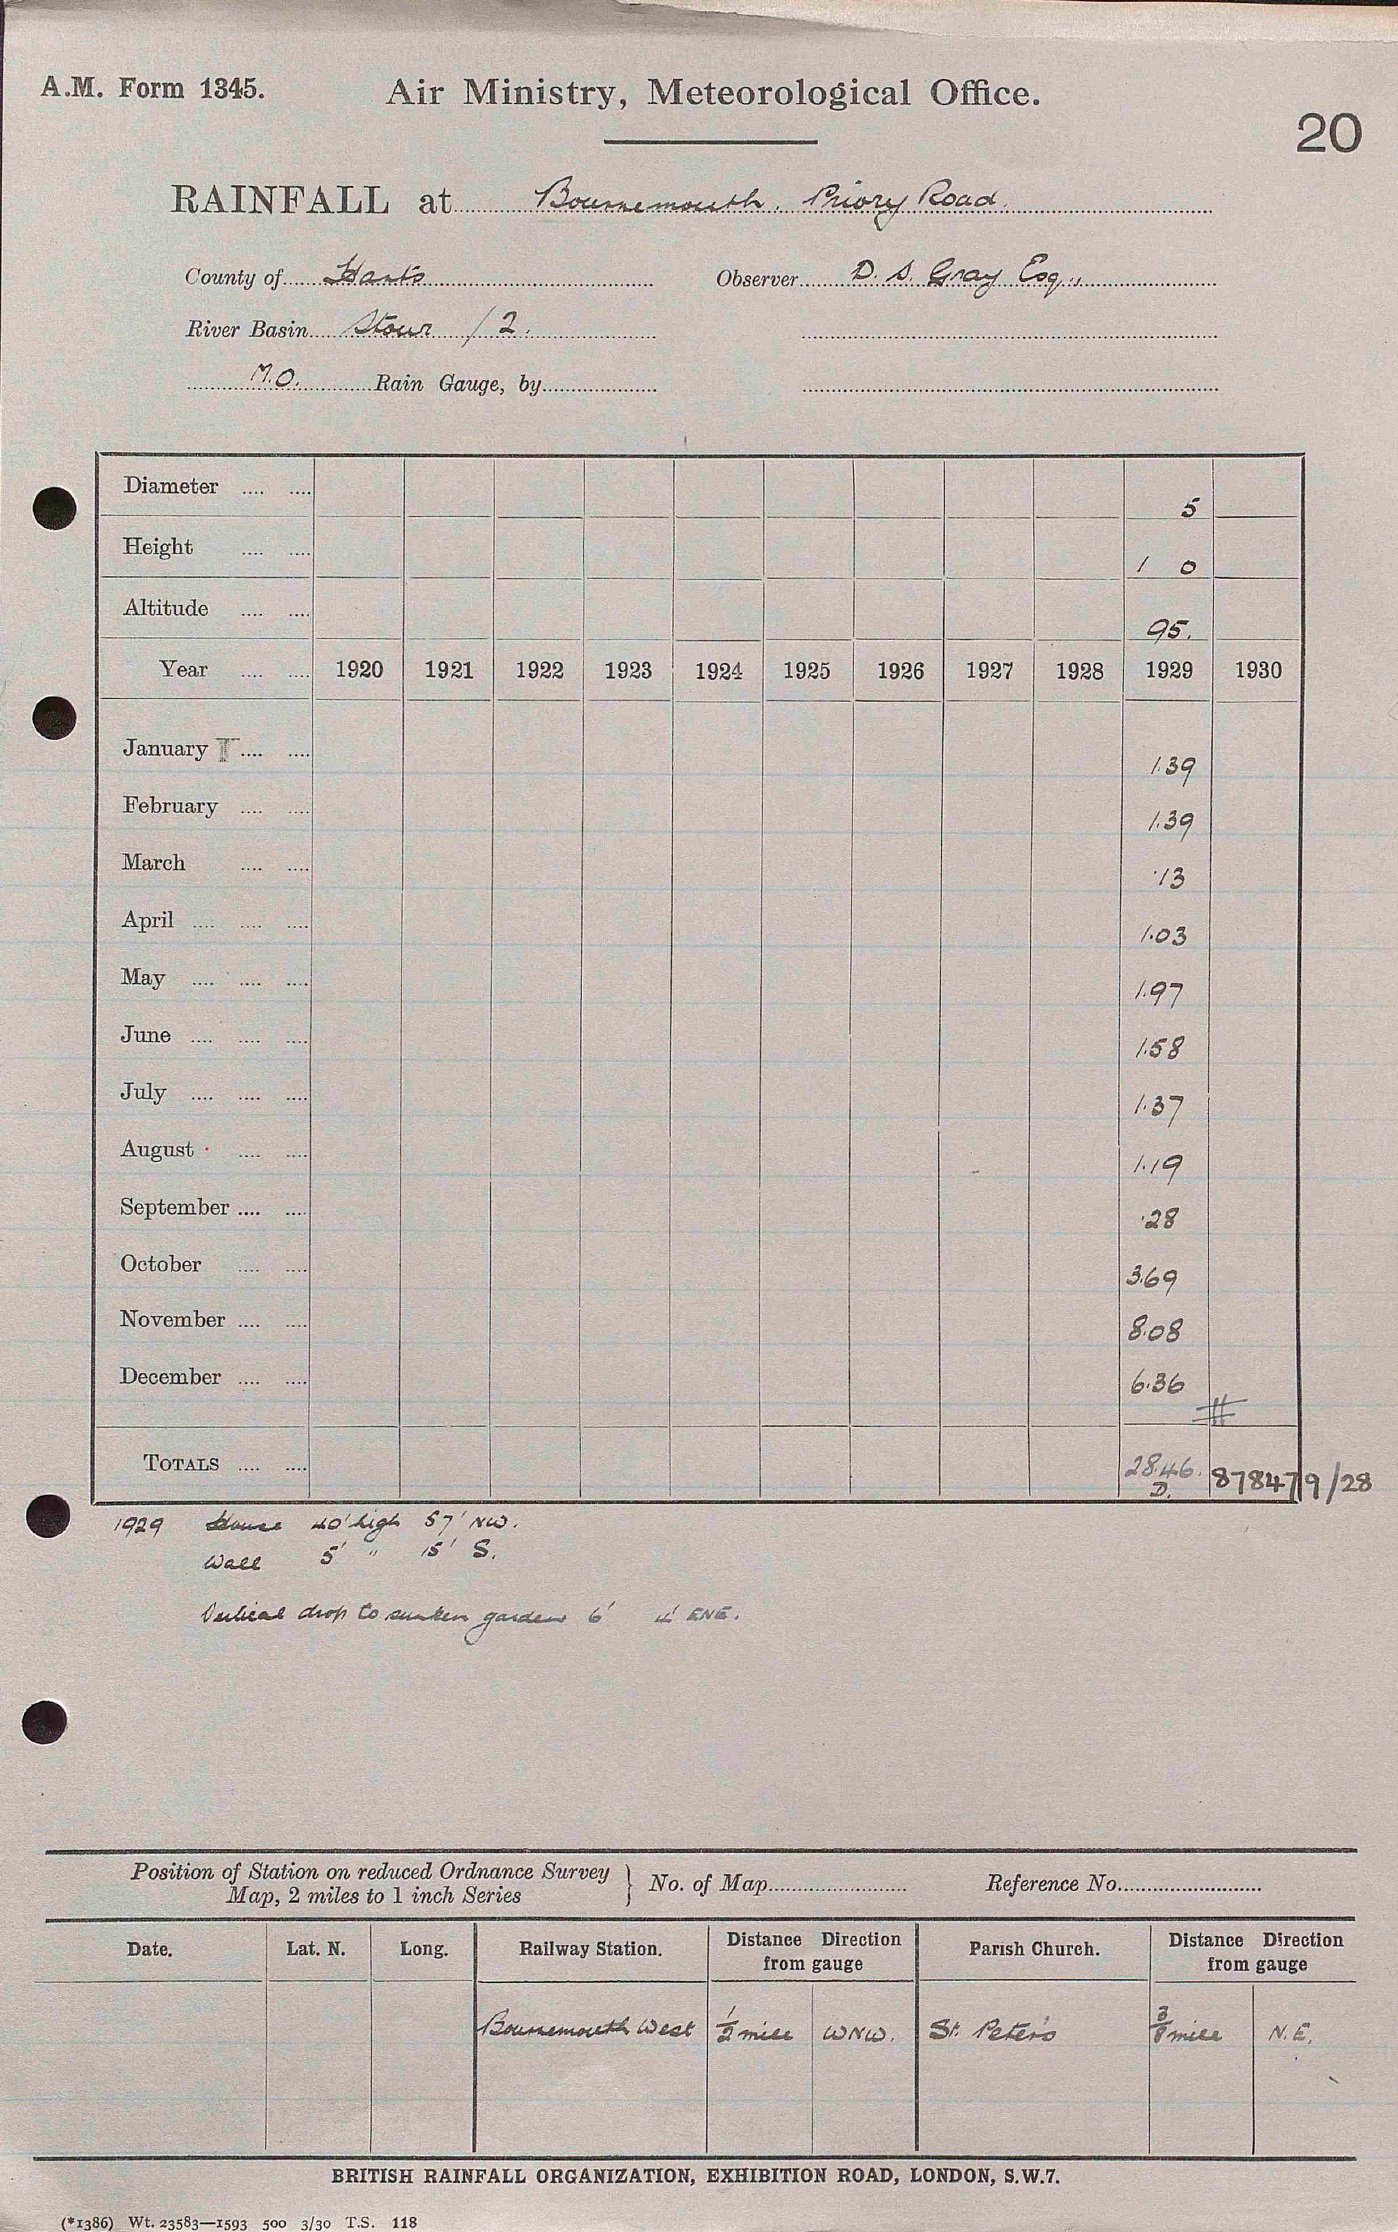 A.M. Form 1345.
Air Ministry, Meteorological Office.
20
RAINFALL at Bournemouth. Priory Road.
County of Hants Observer D. S. Gray Esq.,
River Basin Stour /2.
M.O. Rain Gauge, by
Diameter .... .... 5
Height .... .... 1 0
Altitude .... .... 95.
Year .... .... 1920 1921 1922 1923 1924 1925 1926 1927 1928 1929 1930
January T .... .... 1.39
February .... .... 1.39
March .... .... .13
April .... .... .... 1.03
May .... .... .... 1.97
June .... .... .... 1.58
July .... .... .... 1.37
August .... .... 1.19
September .... .... .28
October .... .... 3.69
November .... .... 8.08
December .... .... 6.36
TOTALS .... .... 28.46. 878479/28
D.
1929 House 40' high 57' NW.
Wall 5' " 15' S.
Vertical drop to sunken garden 6' 4' ENE.
Position of Station on reduced Ordnance Survey
Map, 2 miles to 1 inch Series } No. of Map Reference No.
Date. Lat. N. Long. Railway Station. Distance Direction from gauge Parish Church. Distance Direction from gauge
Bournemouth West 1/2 mile WNW. St. Peter's 3/8 mile N.E.
BRITISH RAINFALL ORGANIZATION, EXHIBITION ROAD, LONDON, S.W.7.
(*1386) Wt. 23583—1593 500 3/30 T.S. 118